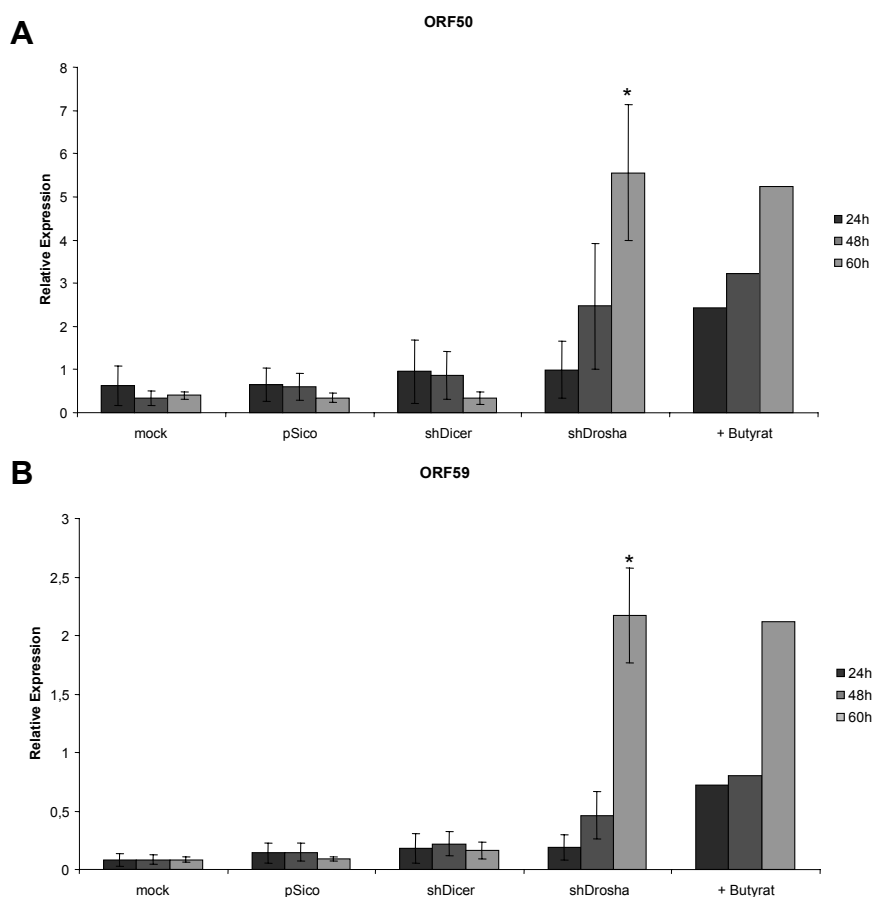 A
ORF50
8
7
6
5
4
3
2
1
0
Relative Expression
*
24h
48h
60h
mock pSico shDicer shDrosha + Butyrat
B
ORF59
3
2,5
2
1,5
1
0,5
0
Relative Expression
*
24h
48h
60h
mock pSico shDicer shDrosha + Butyrat